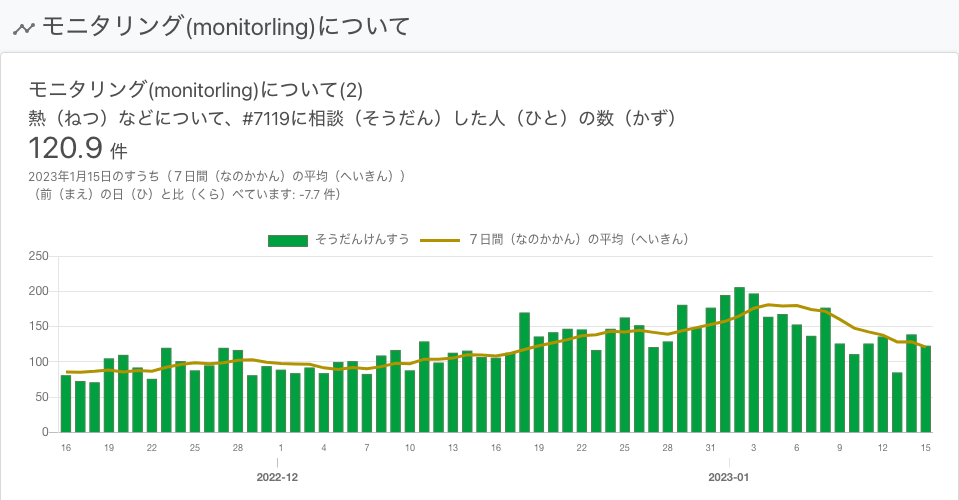 モニタリング(monitorling)について
モニタリング(monitorling)について(2)
熱（ねつ）などについて、#7119に相談（そうだん）した人（ひと）の数（かず）
120.9 件
2023年1月15日のすうち（７日間（なのかかん）の平均（へいきん））
（前（まえ）の日（ひ）と比（くら）べています: -7.7 件）
そうだんけんすう ７日間（なのかかん）の平均（へいきん）
250
200
150
100
50
0
16 19 22 25 28 1 4 7 10 13 16 19 22 25 28 31 3 6 9 12 15
2022-12 2023-01